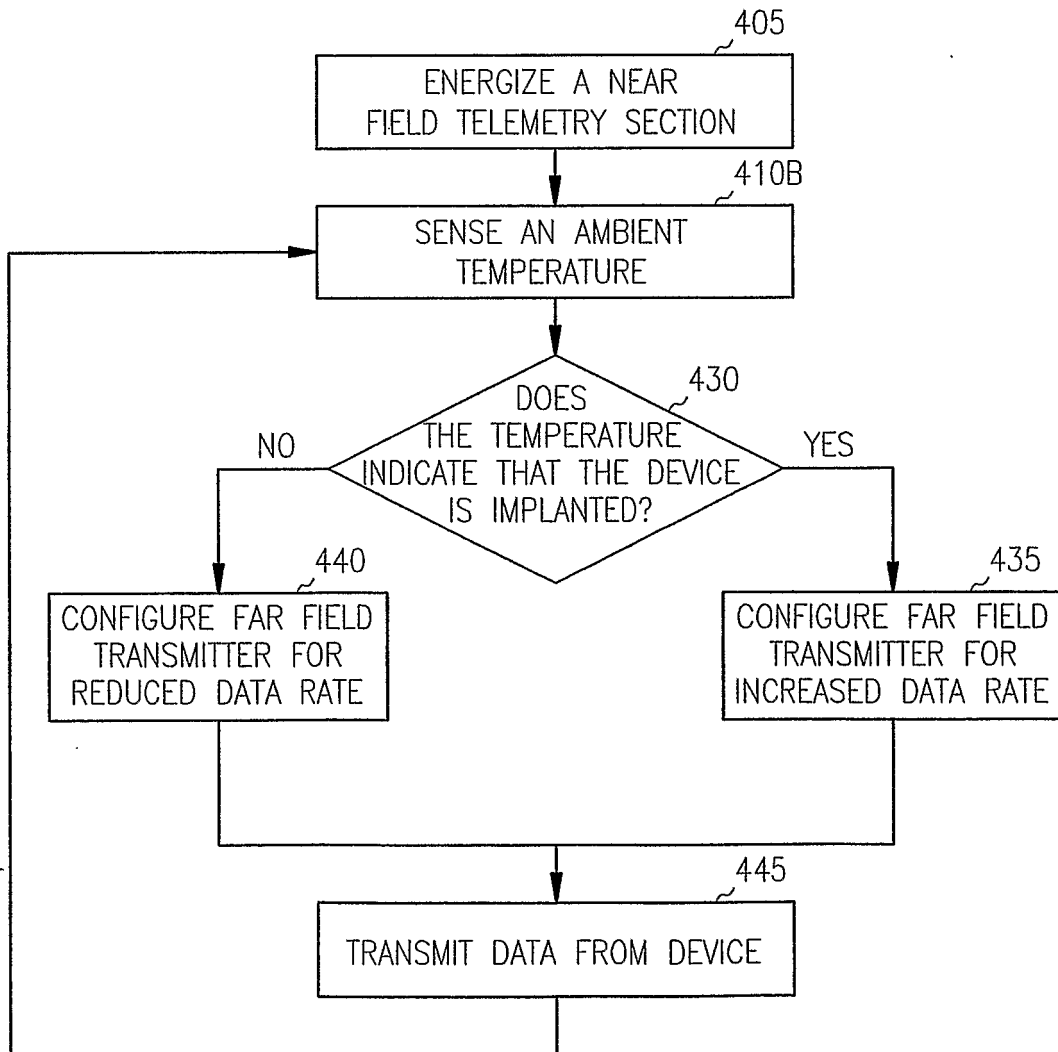 405
ENERGIZE A NEAR
FIELD TELEMETRY SECTION
410B
SENSE AN AMBIENT
TEMPERATURE
430
DOES
THE TEMPERATURE
INDICATE THAT THE DEVICE
IS IMPLANTED?
NO
YES
440
CONFIGURE FAR FIELD
TRANSMITTER FOR
REDUCED DATA RATE
435
CONFIGURE FAR FIELD
TRANSMITTER FOR
INCREASED DATA RATE
445
TRANSMIT DATA FROM DEVICE